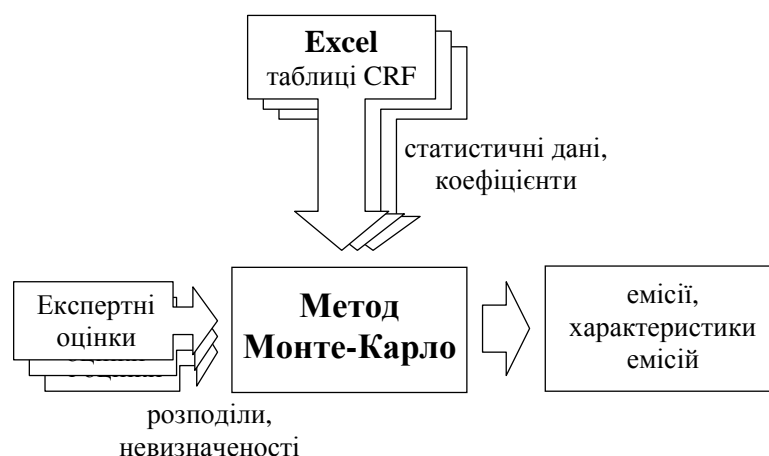 Excel
таблиці CRF
статистичні дані,
коефіцієнти
Експертні
оцінки
Метод
Монте-Карло
емісії,
характеристики
емісій
розподіли,
невизначеності